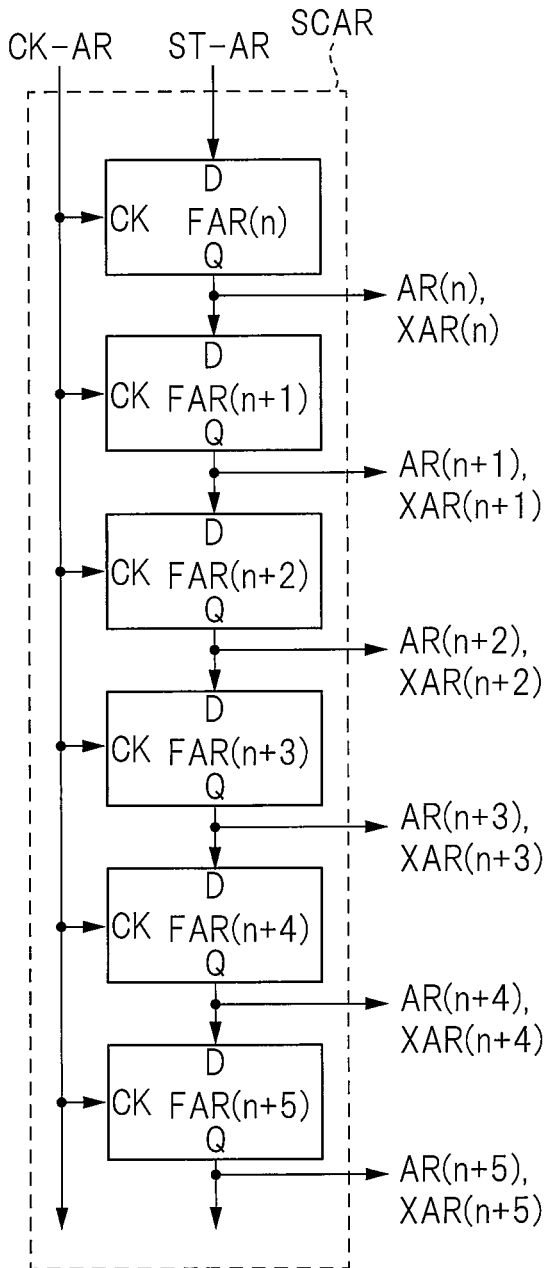 SCAR
CK-AR ST-AR
D
CK FAR(n)
Q
AR(n),
XAR(n)
D
CK FAR(n+1)
Q
AR(n+1),
XAR(n+1)
D
CK FAR(n+2)
Q
AR(n+2),
XAR(n+2)
D
CK FAR(n+3)
Q
AR(n+3),
XAR(n+3)
D
CK FAR(n+4)
Q
AR(n+4),
XAR(n+4)
D
CK FAR(n+5)
Q
AR(n+5),
XAR(n+5)